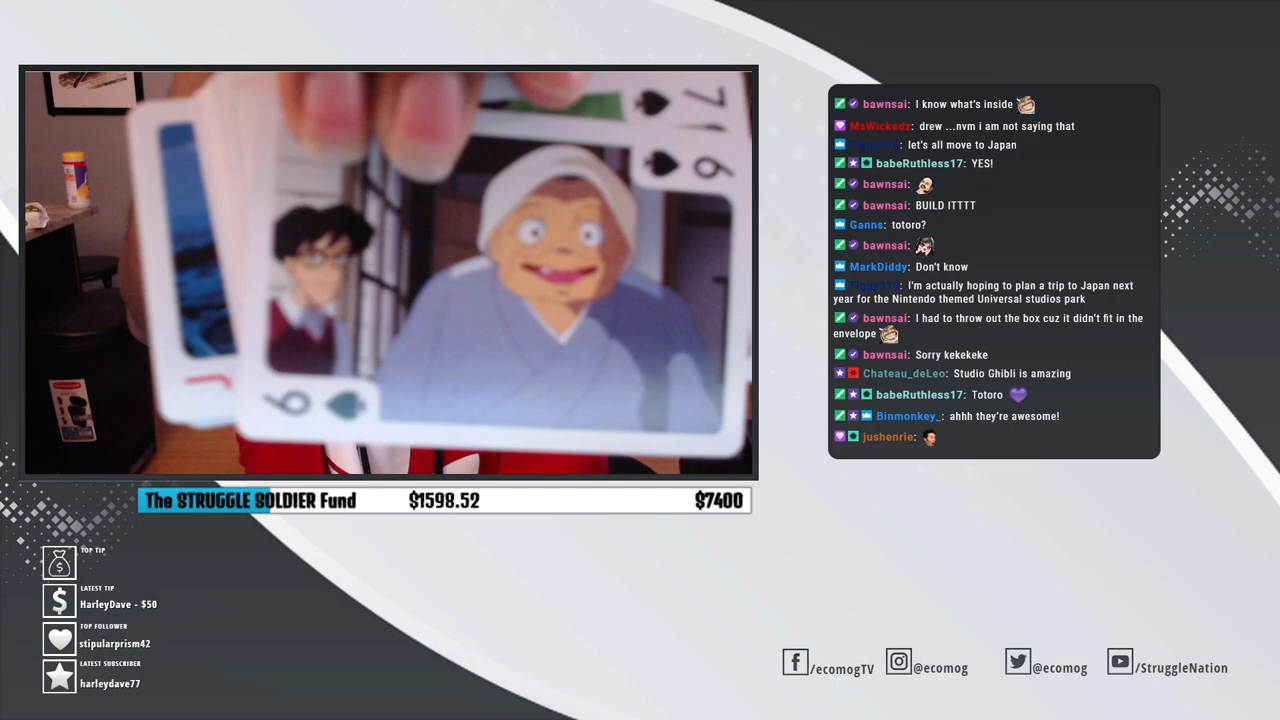 7
6
6
bawnsai: I know what's inside
MsWickedz: drew ...nvm i am not saying that
let's all move to Japan
babeRuthless17: YES!
bawnsai:
bawnsai: BUILD ITTTT
Ganns: totoro?
bawnsai:
MarkDiddy: Don't know
I'm actually hoping to plan a trip to Japan next
year for the Nintendo themed Universal studios park
bawnsai: I had to throw out the box cuz it didn't fit in the
envelope
bawnsai: Sorry kekekeke
Chateau_deLeo: Studio Ghibli is amazing
babeRuthless17: Totoro
Binmonkey_: ahhh they're awesome!
jushenrie:
The STRUGGLE SOLDIER Fund $1598.52 $7400
TOP TIP
LATEST TIP
HarleyDave - $50
TOP FOLLOWER
stipularprism42
LATEST SUBSCRIBER
harleydave77
/ecomogTV @ecomog @ecomog /StruggleNation